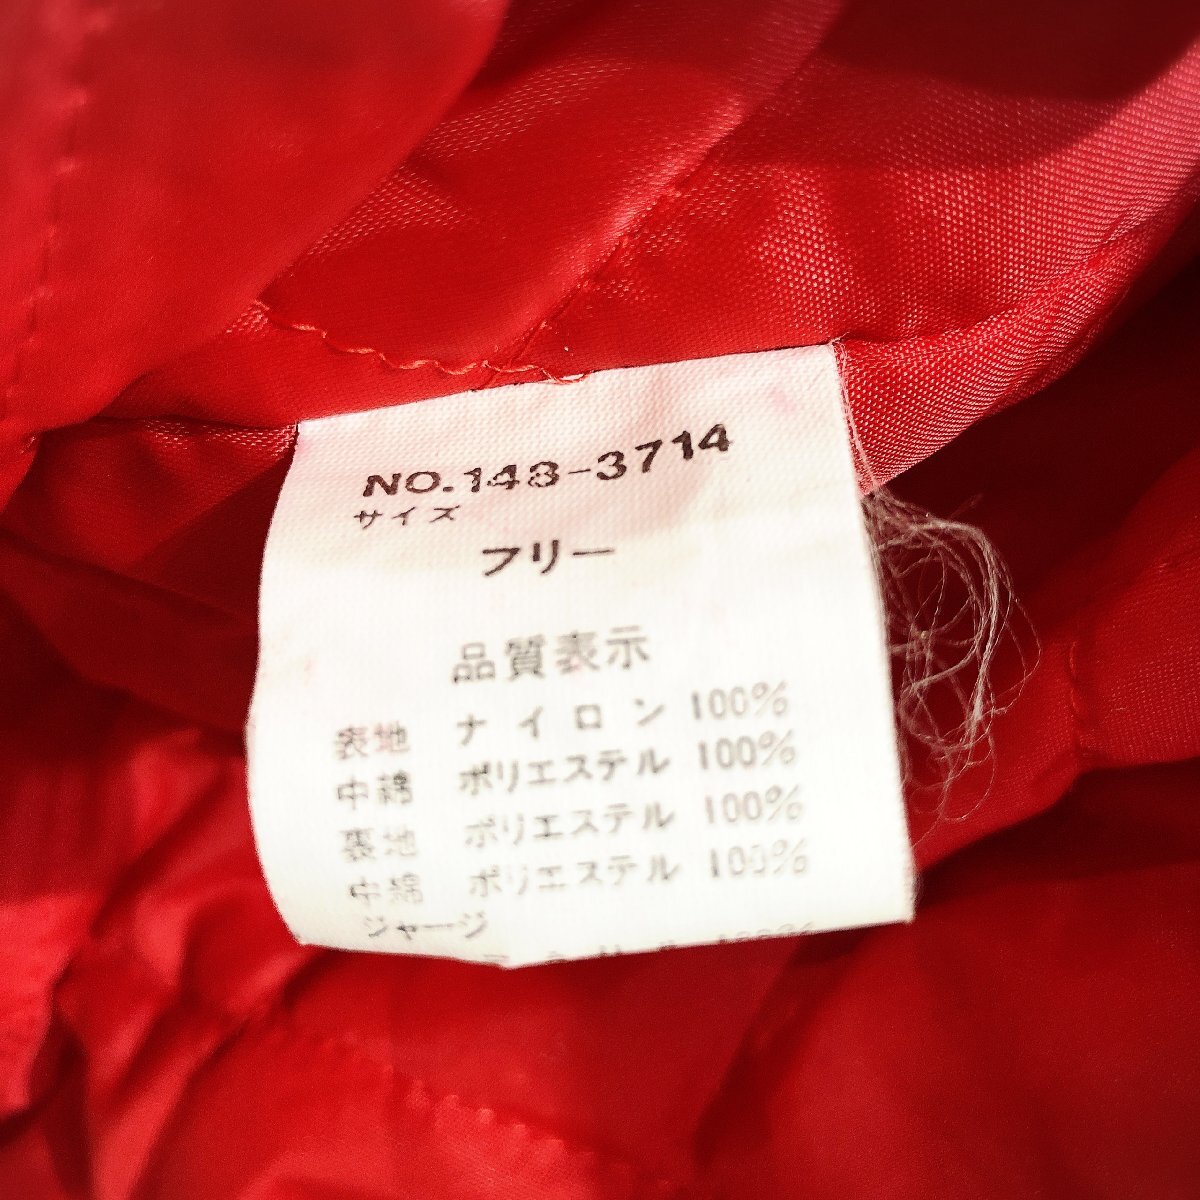 NO.148-3714
サイズ
フリー
品質表示
表地 ナイロン 100%
中綿 ポリエステル 100%
裏地 ポリエステル 100%
中綿 ポリエステル 100%
ジャージ